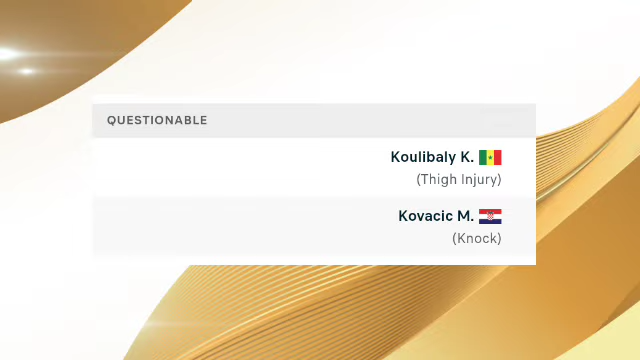 QUESTIONABLE
Koulibaly K.
(Thigh Injury)
Kovacic M.
(Knock)